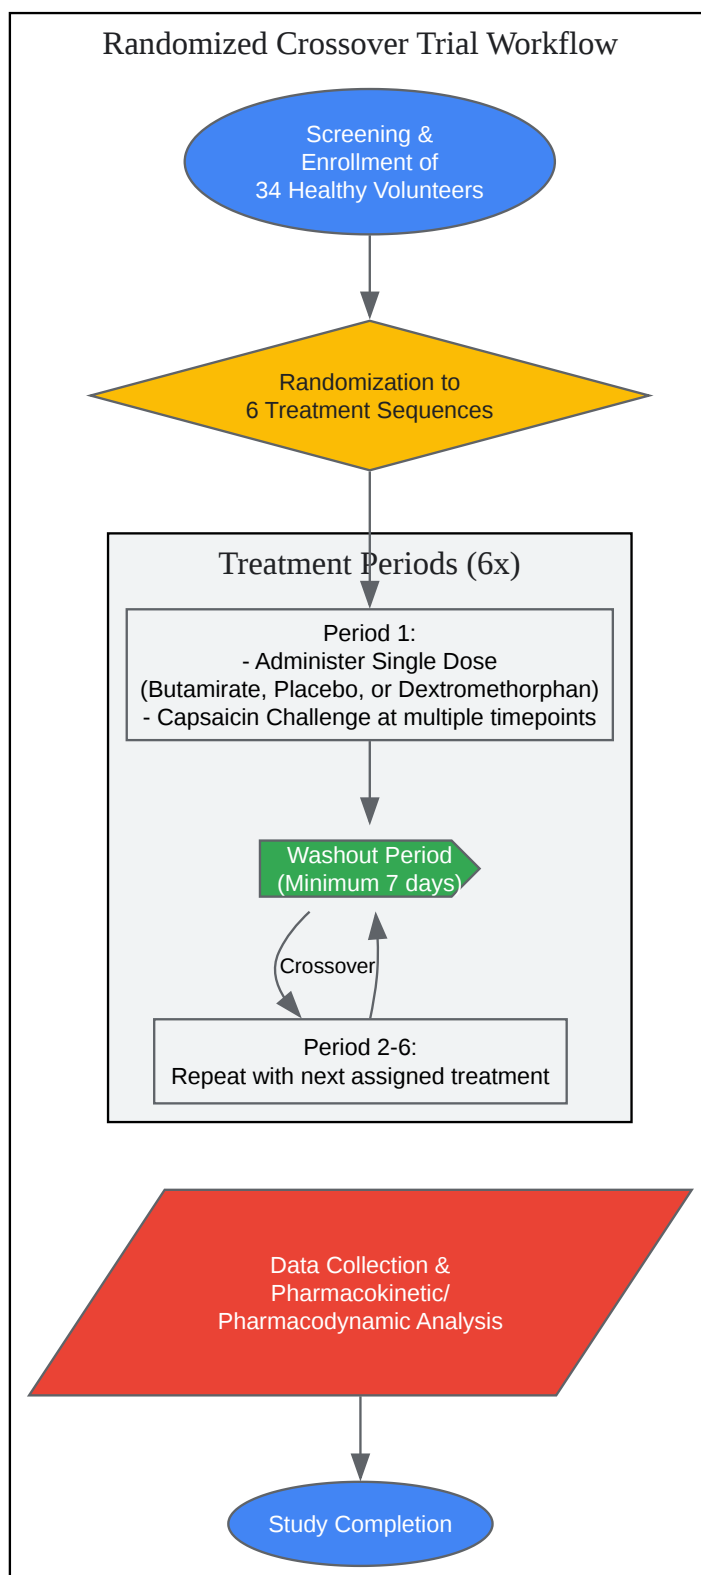 Randomized Crossover Trial Workflow
Screening &
Enrollment of
34 Healthy Volunteers
Randomization to
6 Treatment Sequences
Treatment Periods (6x)
Period 1:
- Administer Single Dose
(Butamirate, Placebo, or Dextromethorphan)
- Capsaicin Challenge at multiple timepoints
Washout Period
(Minimum 7 days)
Crossover
Period 2-6:
Repeat with next assigned treatment
Data Collection &
Pharmacokinetic/
Pharmacodynamic Analysis
Study Completion